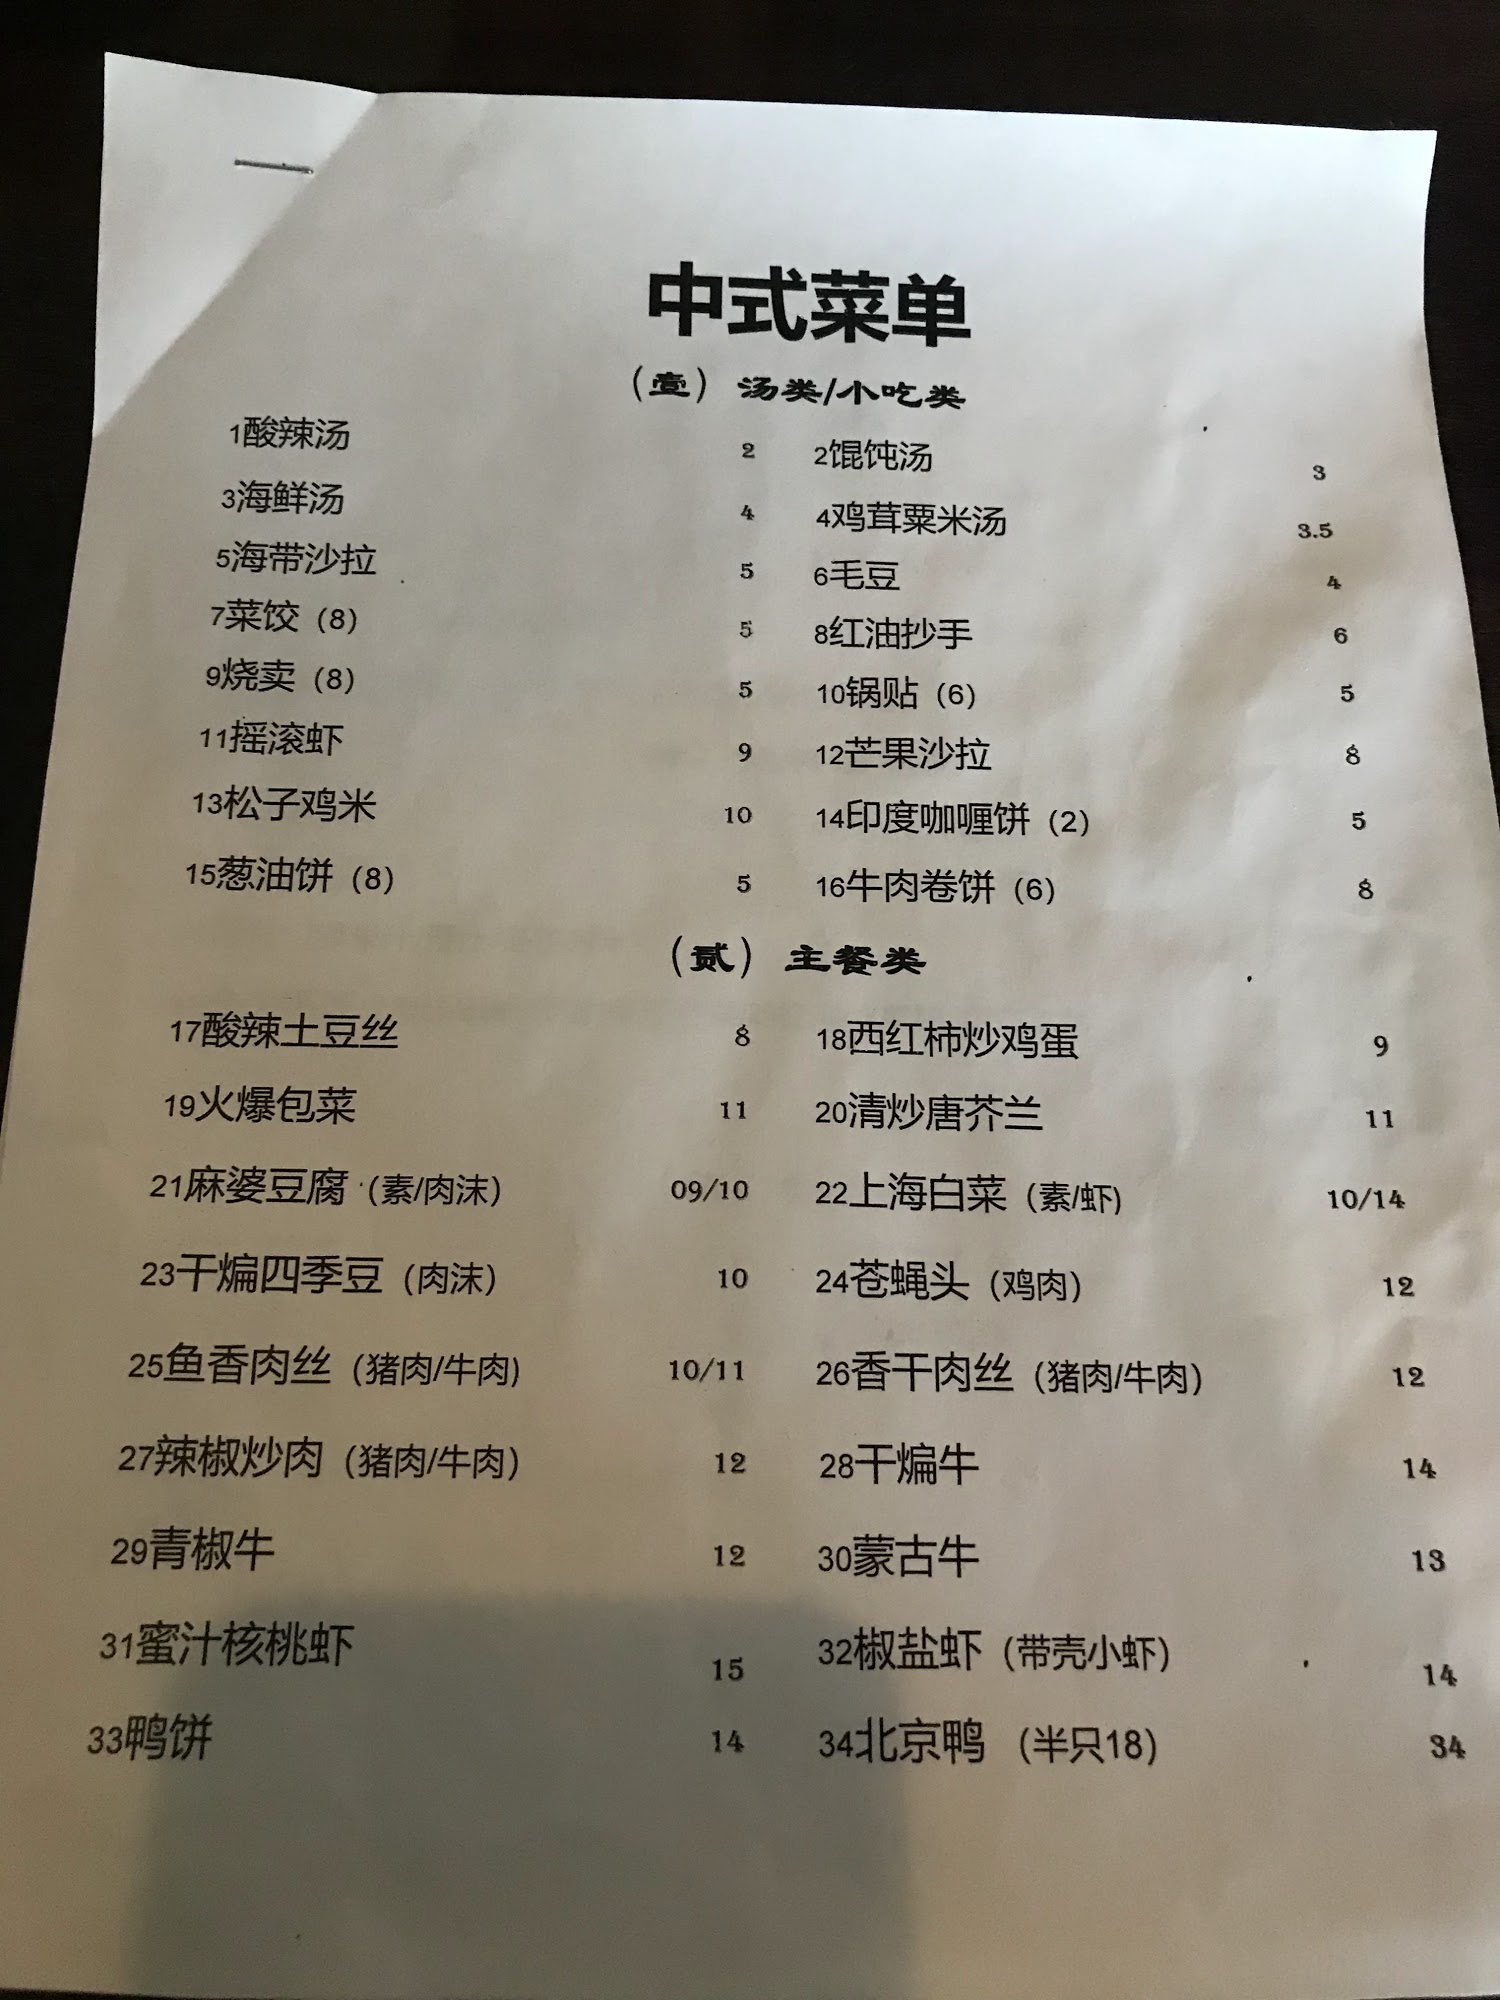 中式菜单
（壹） 汤类/小吃类
1酸辣汤 2 2馄饨汤 3
3海鲜汤 4 4鸡茸粟米汤 3.5
5海带沙拉 5 6毛豆 4
7菜饺（8） 5 8红油抄手 6
9烧卖（8） 5 10锅贴（6） 5
11摇滚虾 9 12芒果沙拉 8
13松子鸡米 10 14印度咖喱饼（2） 5
15葱油饼（8） 5 16牛肉卷饼（6） 8
（贰） 主餐类
17酸辣土豆丝 8 18西红柿炒鸡蛋 9
19火爆包菜 11 20清炒唐芥兰 11
21麻婆豆腐（素/肉沫） 09/10 22上海白菜（素/虾） 10/14
23干煸四季豆（肉沫） 10 24苍蝇头（鸡肉） 12
25鱼香肉丝（猪肉/牛肉） 10/11 26香干肉丝（猪肉/牛肉） 12
27辣椒炒肉（猪肉/牛肉） 12 28干煸牛 14
29青椒牛 12 30蒙古牛 13
31蜜汁核桃虾 15 32椒盐虾（带壳小虾） 14
33鸭饼 14 34北京鸭 （半只18） 34